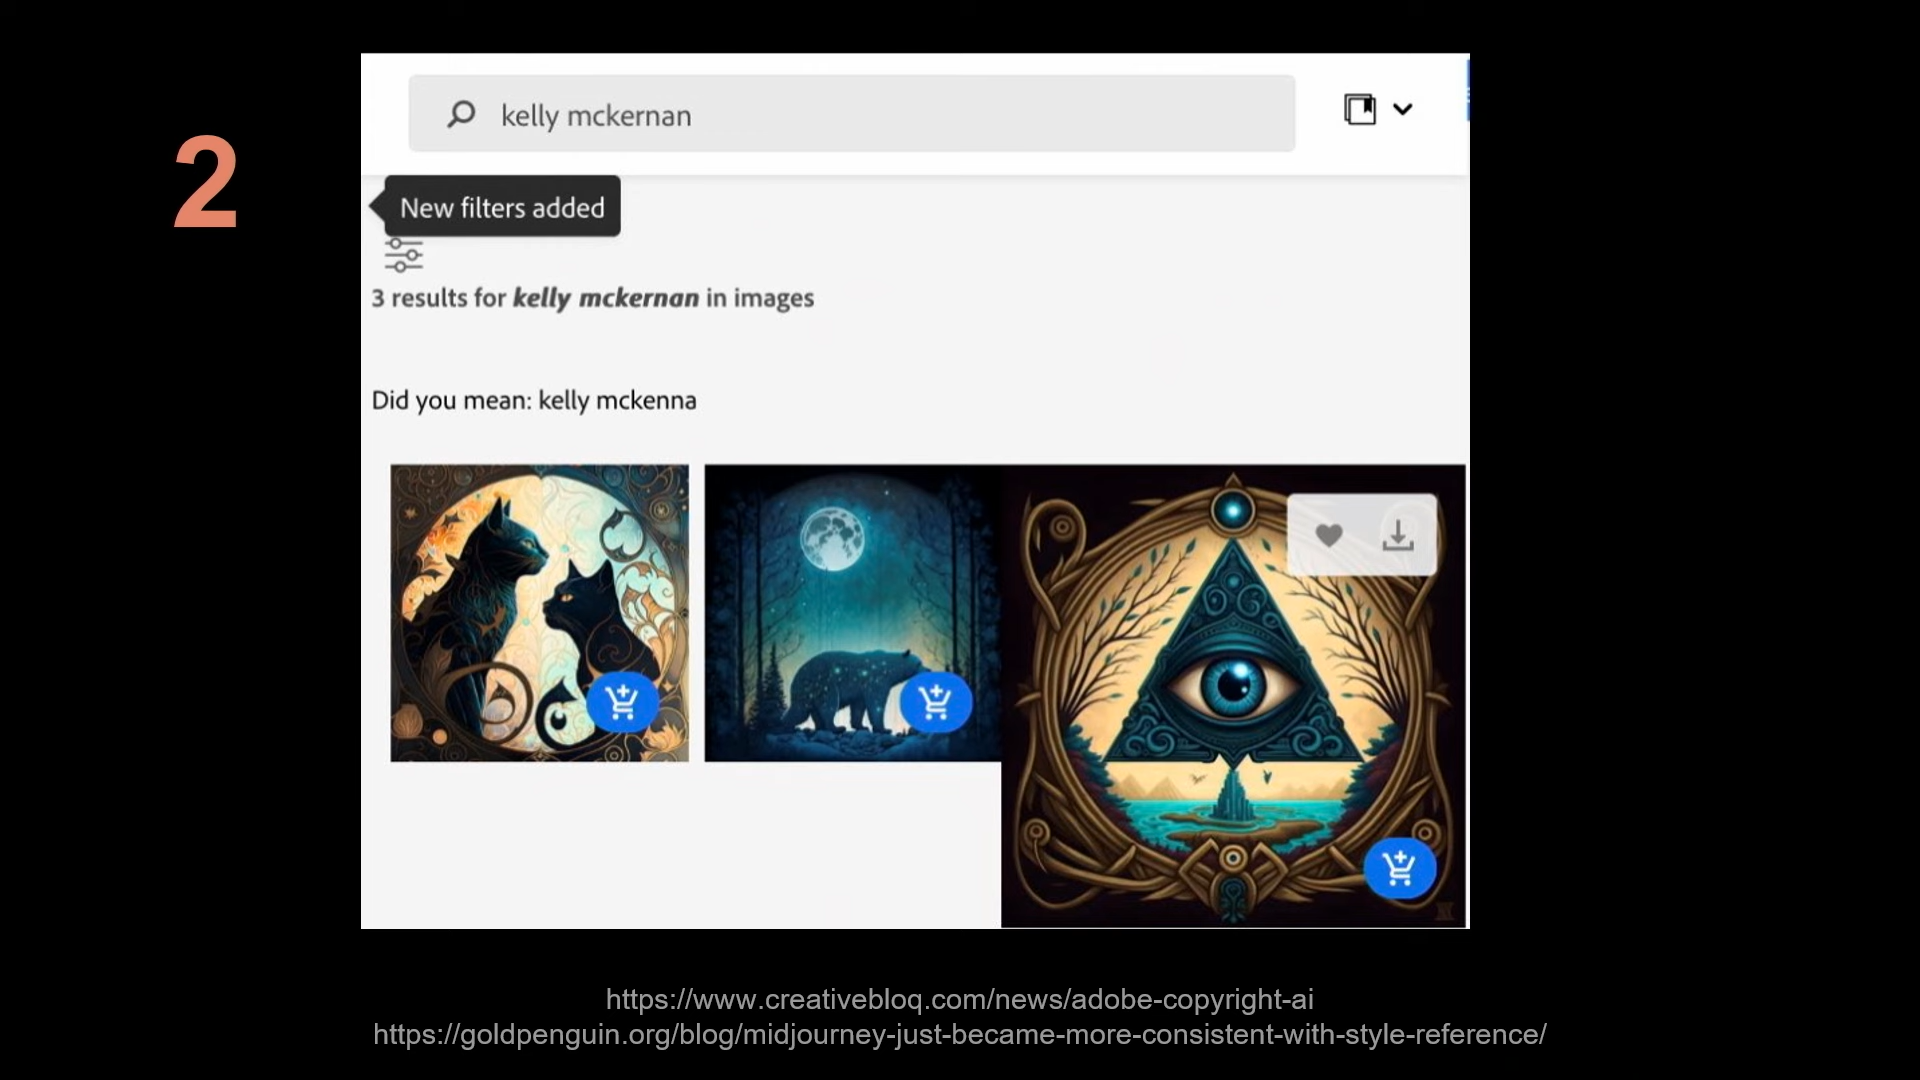 2
kelly mckernan
New filters added
3 results for kelly mckernan in images
Did you mean: kelly mckenna
https://www.creativebloq.com/news/adobe-copyright-ai
https://goldpenguin.org/blog/midjourney-just-became-more-consistent-with-style-reference/